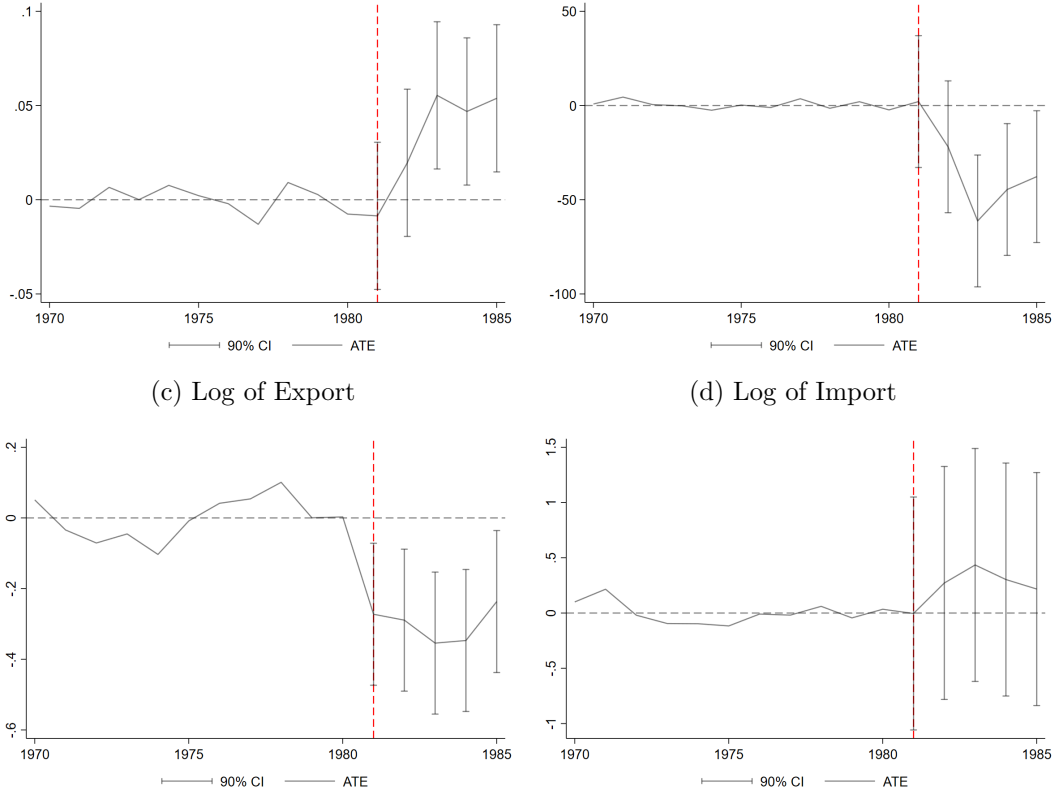 .1
.05
0
-.05
1970 1975 1980 1985
90% CI ATE
50
0
-50
-100
1970 1975 1980 1985
90% CI ATE
(c) Log of Export
(d) Log of Import
.2
0
-.2
-.4
-.6
1970 1975 1980 1985
90% CI ATE
1.5
1
.5
0
-.5
-1
1970 1975 1980 1985
90% CI ATE